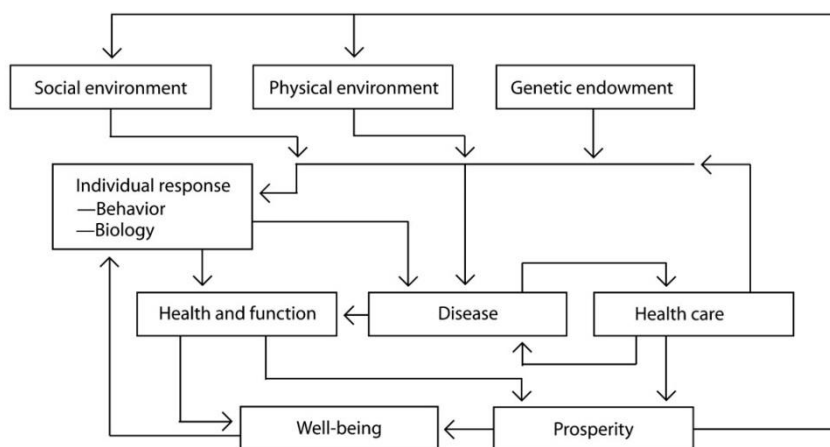 Social environment
Physical environment
Genetic endowment
Individual response
—Behavior
—Biology
Health and function
Disease
Health care
Well-being
Prosperity